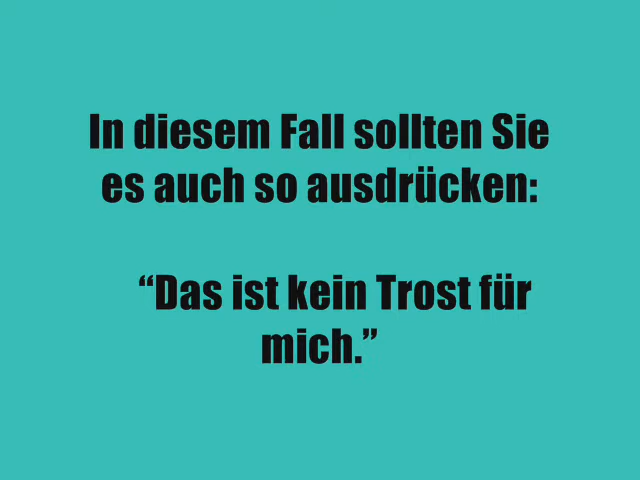 In diesem Fall sollten Sie
es auch so ausdrücken:
“Das ist kein Trost für
mich.”